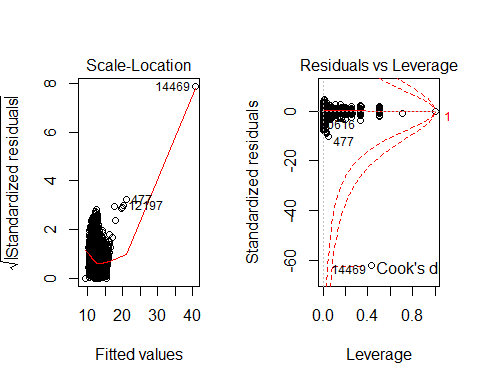 Scale-Location
√|Standardized residuals|
0 2 4 6 8
14469
477
12197
10 20 30 40
Fitted values
Residuals vs Leverage
Standardized residuals
-60 -40 -20 0
477
14469
Cook's d
1
0.0 0.4 0.8
Leverage